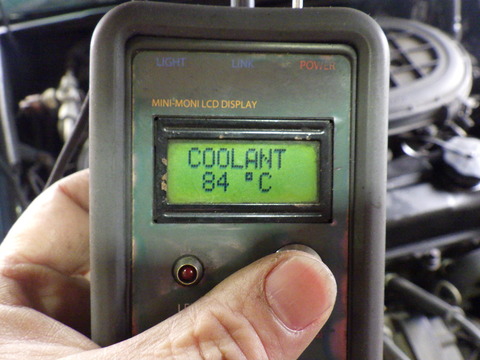 LIGHT LINK POWER
MINI-MONI LCD DISPLAY
COOLANT
84 °C